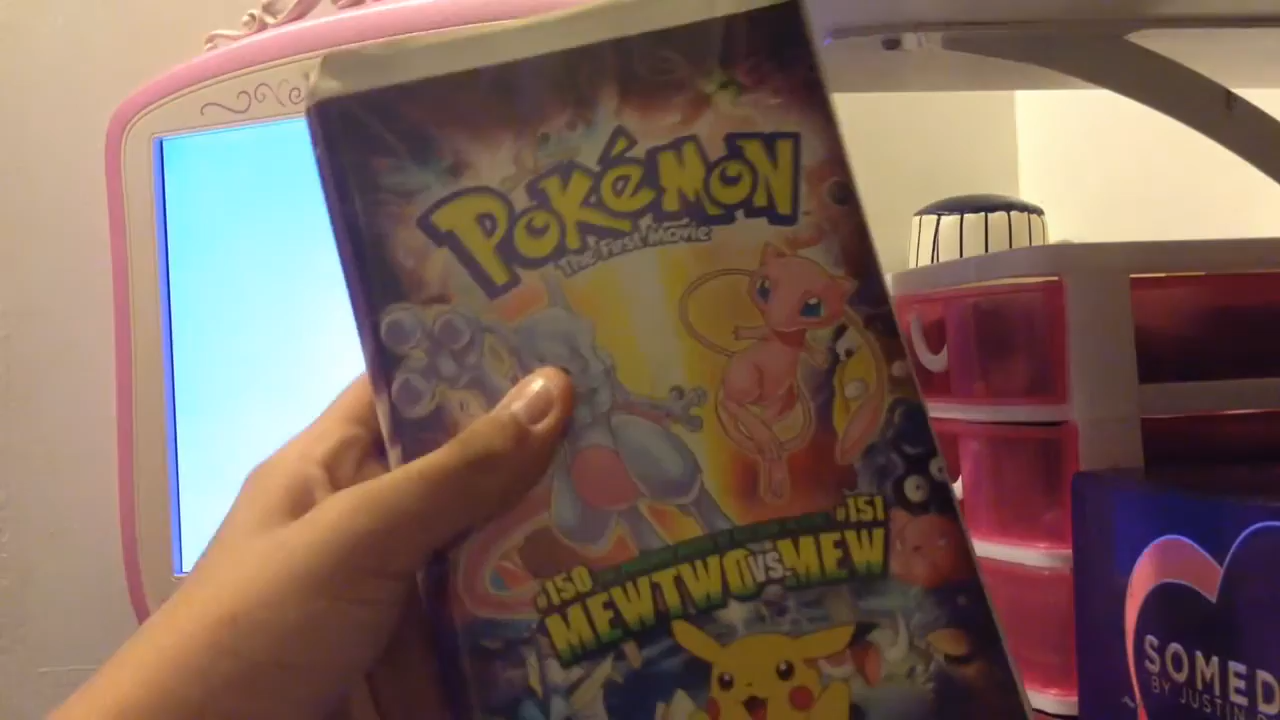 POKéMON
The First Movie
#151
#150
MEWTWO VS. MEW
SOMED
BY JUSTIN